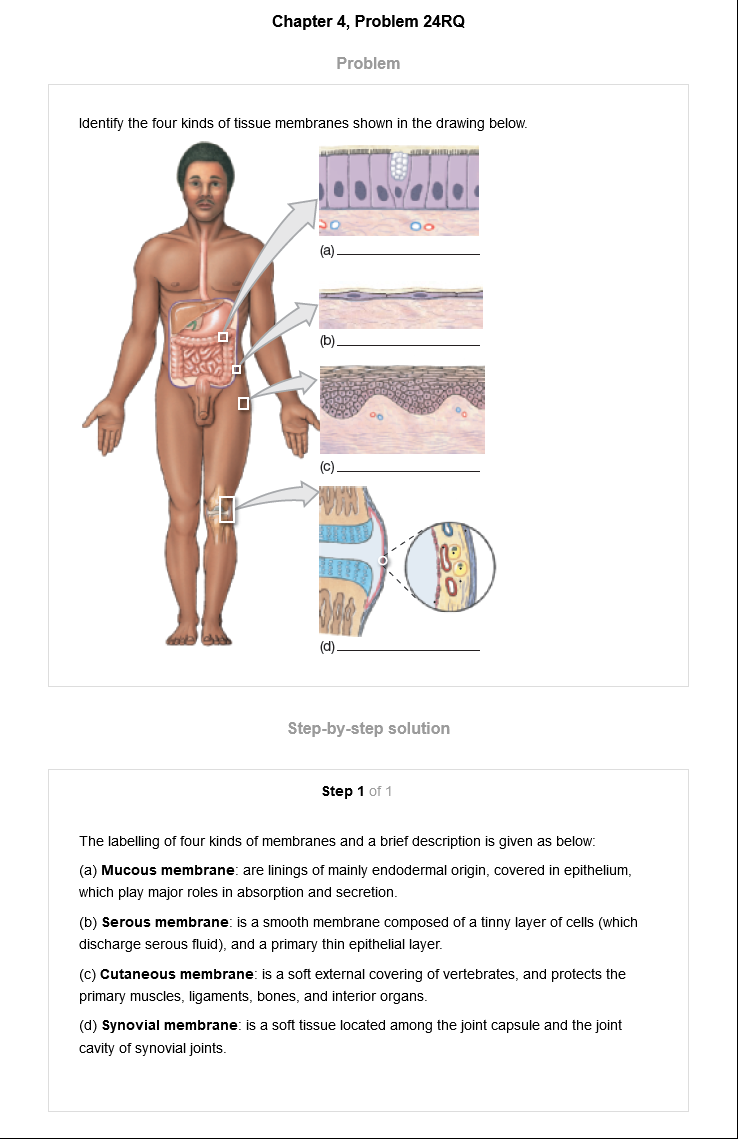 Chapter 4, Problem 24RQ
Problem
Identify the four kinds of tissue membranes shown in the drawing below.
(a)
(b)
(c)
(d)
Step-by-step solution
Step 1 of 1
The labelling of four kinds of membranes and a brief description is given as below:
(a) Mucous membrane: are linings of mainly endodermal origin, covered in epithelium,
which play major roles in absorption and secretion.
(b) Serous membrane: is a smooth membrane composed of a tinny layer of cells (which
discharge serous fluid), and a primary thin epithelial layer.
(c) Cutaneous membrane: is a soft external covering of vertebrates, and protects the
primary muscles, ligaments, bones, and interior organs.
(d) Synovial membrane: is a soft tissue located among the joint capsule and the joint
cavity of synovial joints.